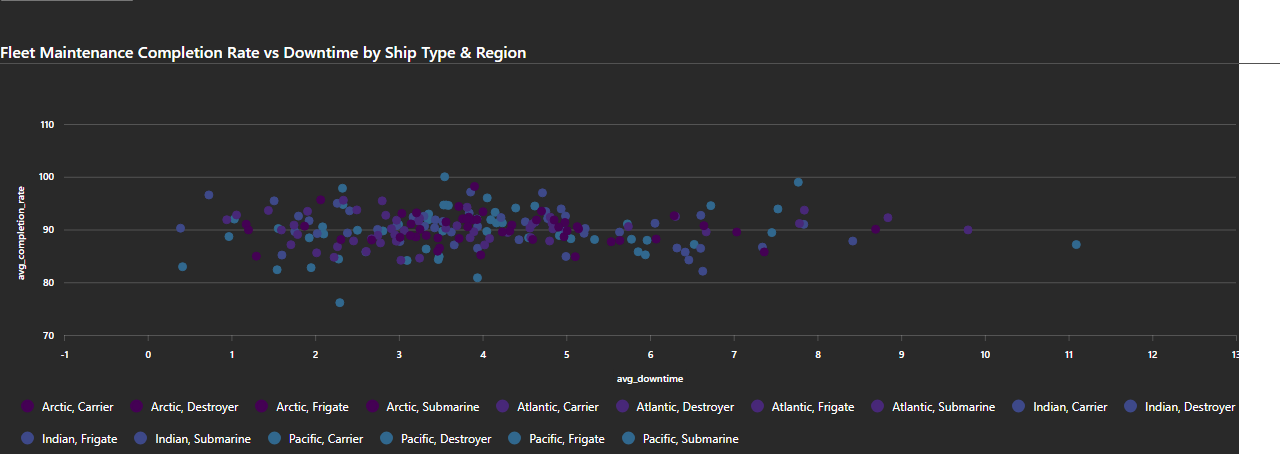 Fleet Maintenance Completion Rate vs Downtime by Ship Type & Region
110
100
90
80
70
avg_completion_rate
-1 0 1 2 3 4 5 6 7 8 9 10 11 12 13
avg_downtime
Arctic, Carrier Arctic, Destroyer Arctic, Frigate Arctic, Submarine Atlantic, Carrier Atlantic, Destroyer Atlantic, Frigate Atlantic, Submarine Indian, Carrier Indian, Destroyer
Indian, Frigate Indian, Submarine Pacific, Carrier Pacific, Destroyer Pacific, Frigate Pacific, Submarine